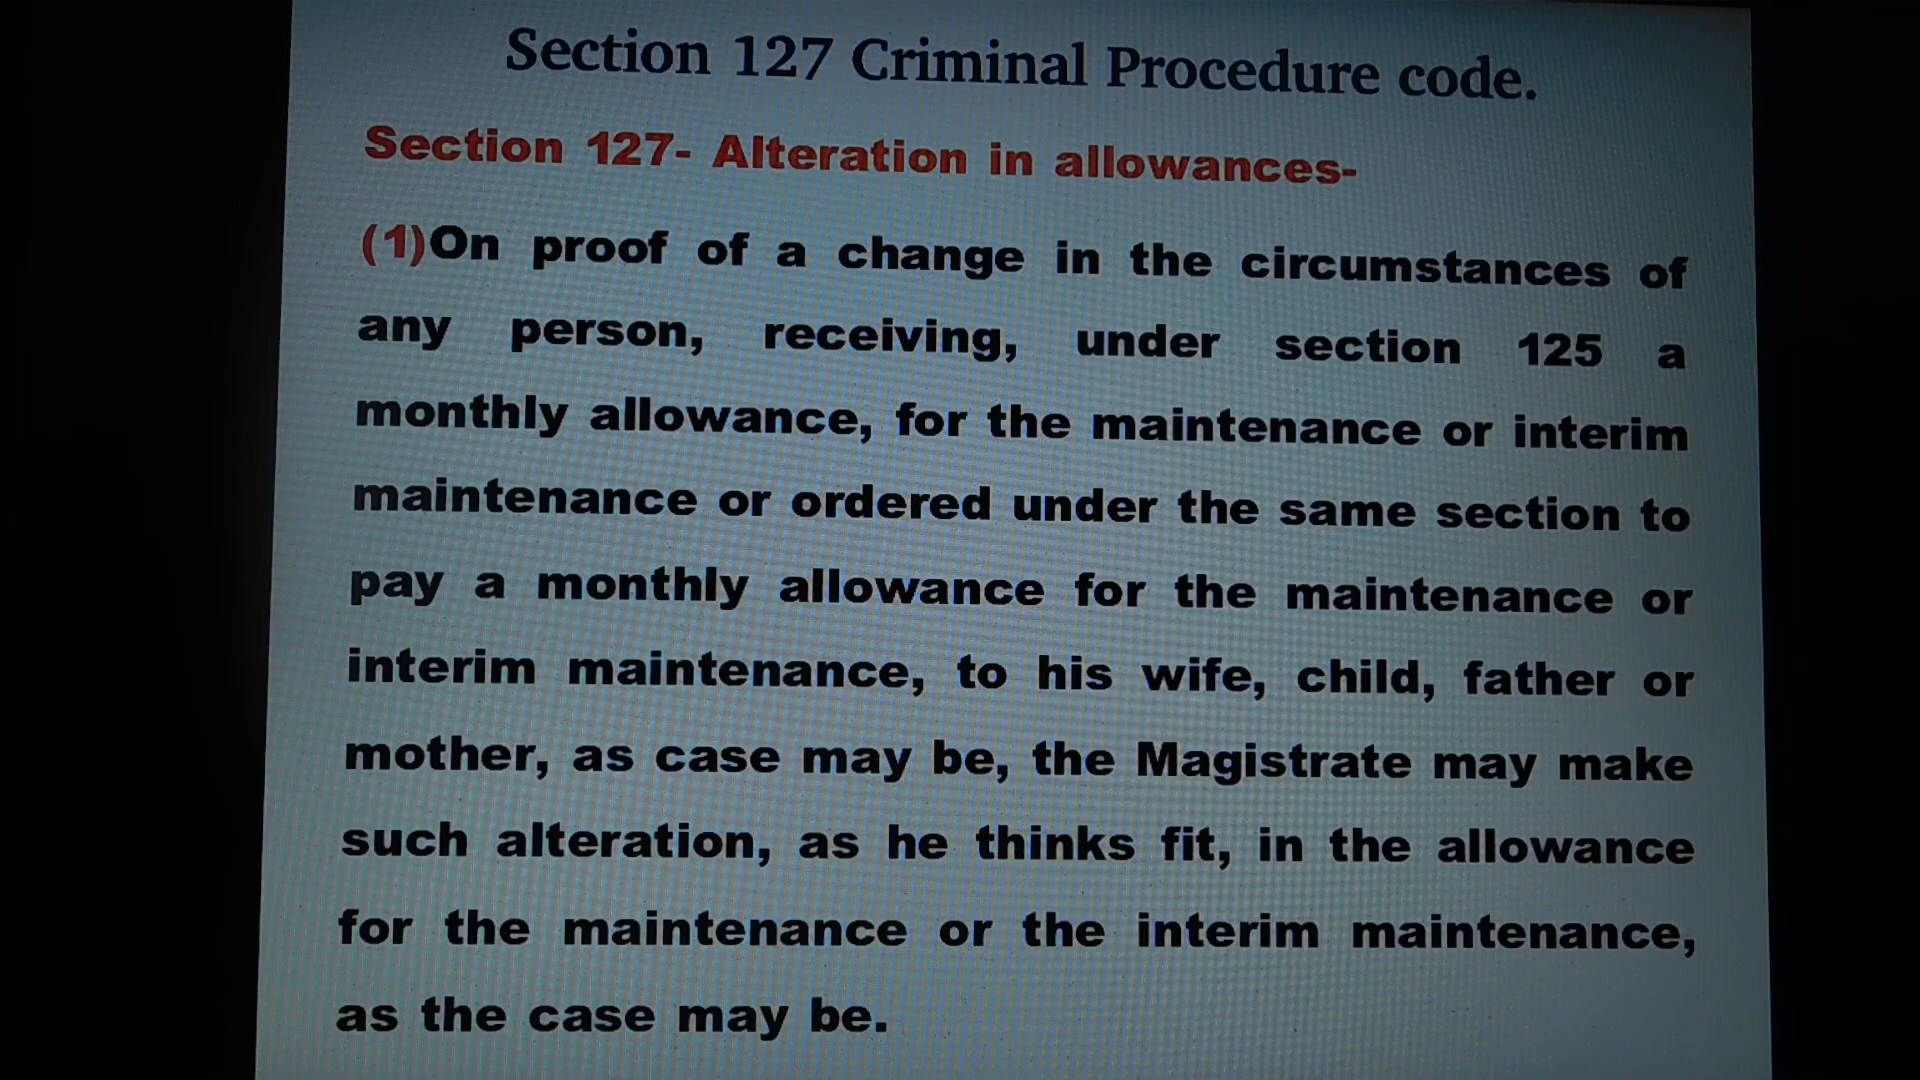 Section 127 Criminal Procedure code.
Section 127- Alteration in allowances-
(1)On proof of a change in the circumstances of
any person, receiving, under section 125 a
monthly allowance, for the maintenance or interim
maintenance or ordered under the same section to
pay a monthly allowance for the maintenance or
interim maintenance, to his wife, child, father or
mother, as case may be, the Magistrate may make
such alteration, as he thinks fit, in the allowance
for the maintenance or the interim maintenance,
as the case may be.